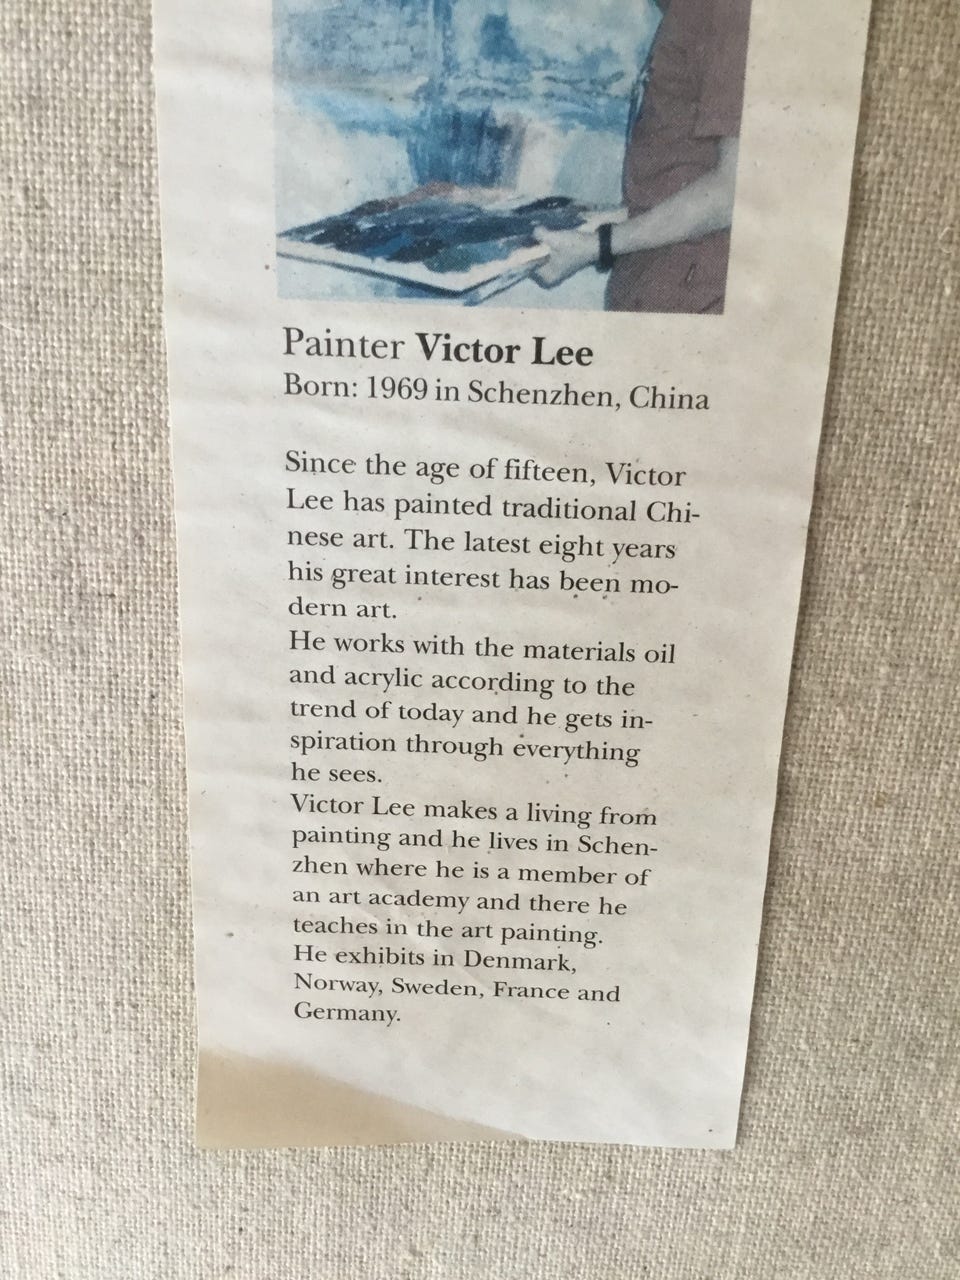 Painter Victor Lee
Born: 1969 in Schenzhen, China
Since the age of fifteen, Victor
Lee has painted traditional Chi-
nese art. The latest eight years
his great interest has been mo-
dern art.
He works with the materials oil
and acrylic according to the
trend of today and he gets in-
spiration through everything
he sees.
Victor Lee makes a living from
painting and he lives in Schen-
zhen where he is a member of
an art academy and there he
teaches in the art painting.
He exhibits in Denmark,
Norway, Sweden, France and
Germany.